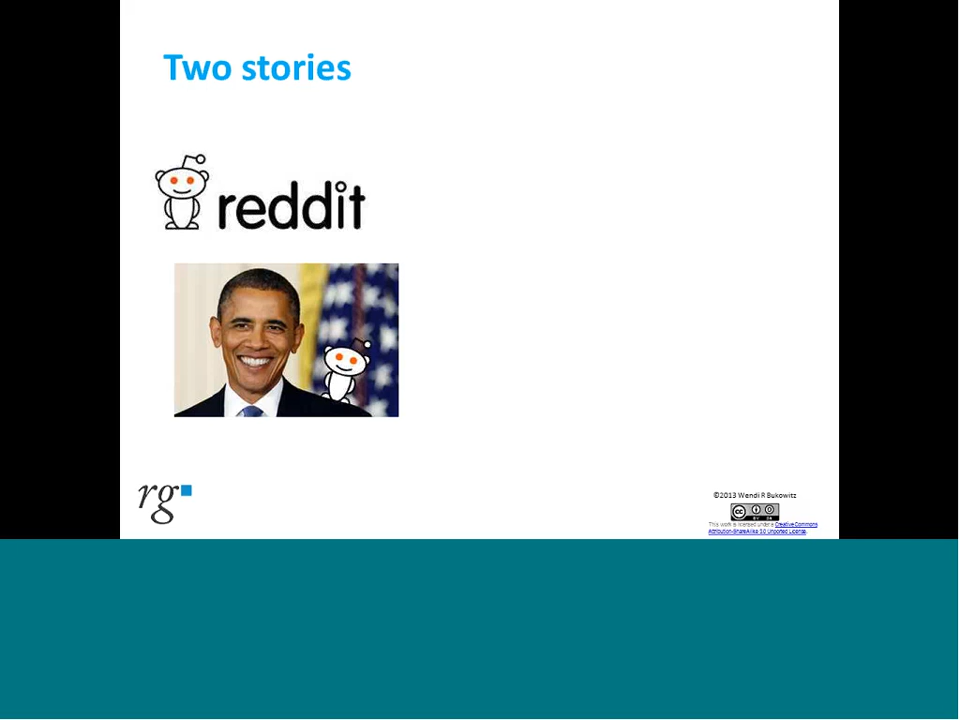 Two stories
reddit
rg
©2013 Wendi R Bukowitz
This work is licensed under a Creative Commons
Attribution-ShareAlike 3.0 Unported License.